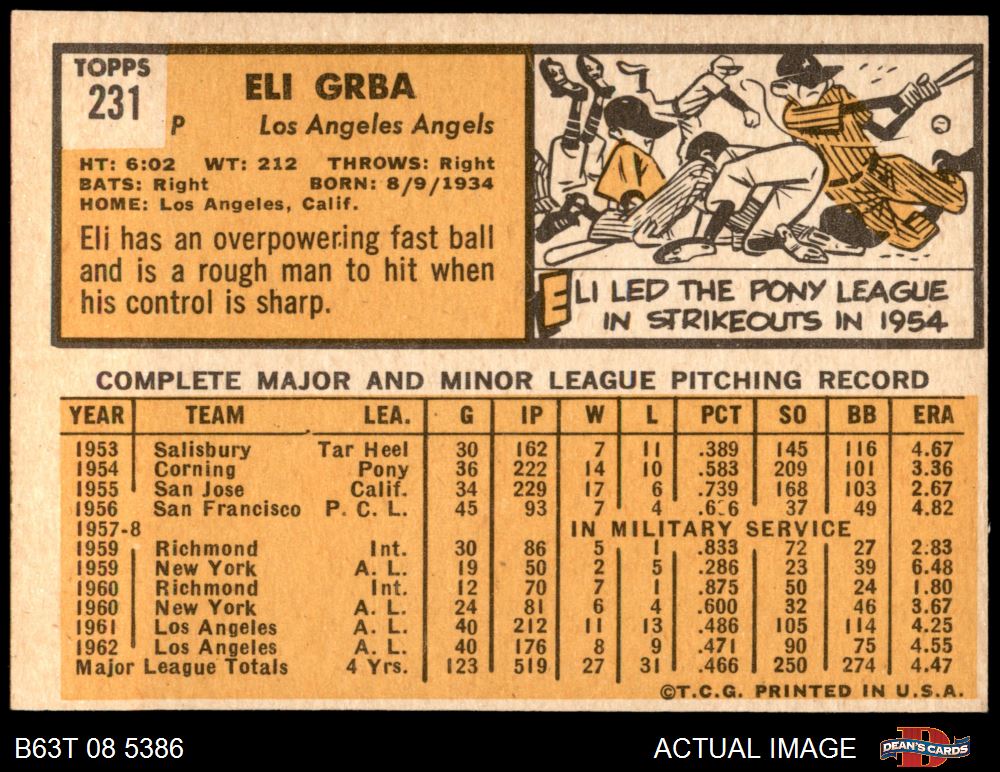 TOPPS
231
P
ELI GRBA
Los Angeles Angels
HT: 6:02 WT: 212 THROWS: Right
BATS: Right BORN: 8/9/1934
HOME: Los Angeles, Calif.
Eli has an overpowering fast ball
and is a rough man to hit when
his control is sharp.
ELI LED THE PONY LEAGUE
IN STRIKEOUTS IN 1954
COMPLETE MAJOR AND MINOR LEAGUE PITCHING RECORD
YEAR TEAM LEA. G IP W L PCT SO BB ERA
1953 Salisbury Tar Heel 30 162 7 11 .389 145 116 4.67
1954 Corning Pony 36 222 14 10 .583 209 101 3.36
1955 San Jose Calif. 34 229 17 6 .739 168 103 2.67
1956 San Francisco P. C. L. 45 93 7 4 37 49 4.82
1957-8 IN MILITARY SERVICE
1959 Richmond Int. 30 86 5 1 .833 72 27 2.83
1959 New York A. L. 19 50 2 5 .286 23 39 6.48
1960 Richmond Int. 12 70 7 1 .875 50 24 1.80
1960 New York A. L. 24 81 6 4 .600 32 46 3.67
1961 Los Angeles A. L. 40 212 11 13 .486 105 114 4.25
1962 Los Angeles A. L. 40 176 8 9 .471 90 75 4.55
Major League Totals 4 Yrs. 123 519 27 31 .466 250 274 4.47
©T.C.G. PRINTED IN U.S.A.
B63T 08 5386
ACTUAL IMAGE
DEAN'S CARDS